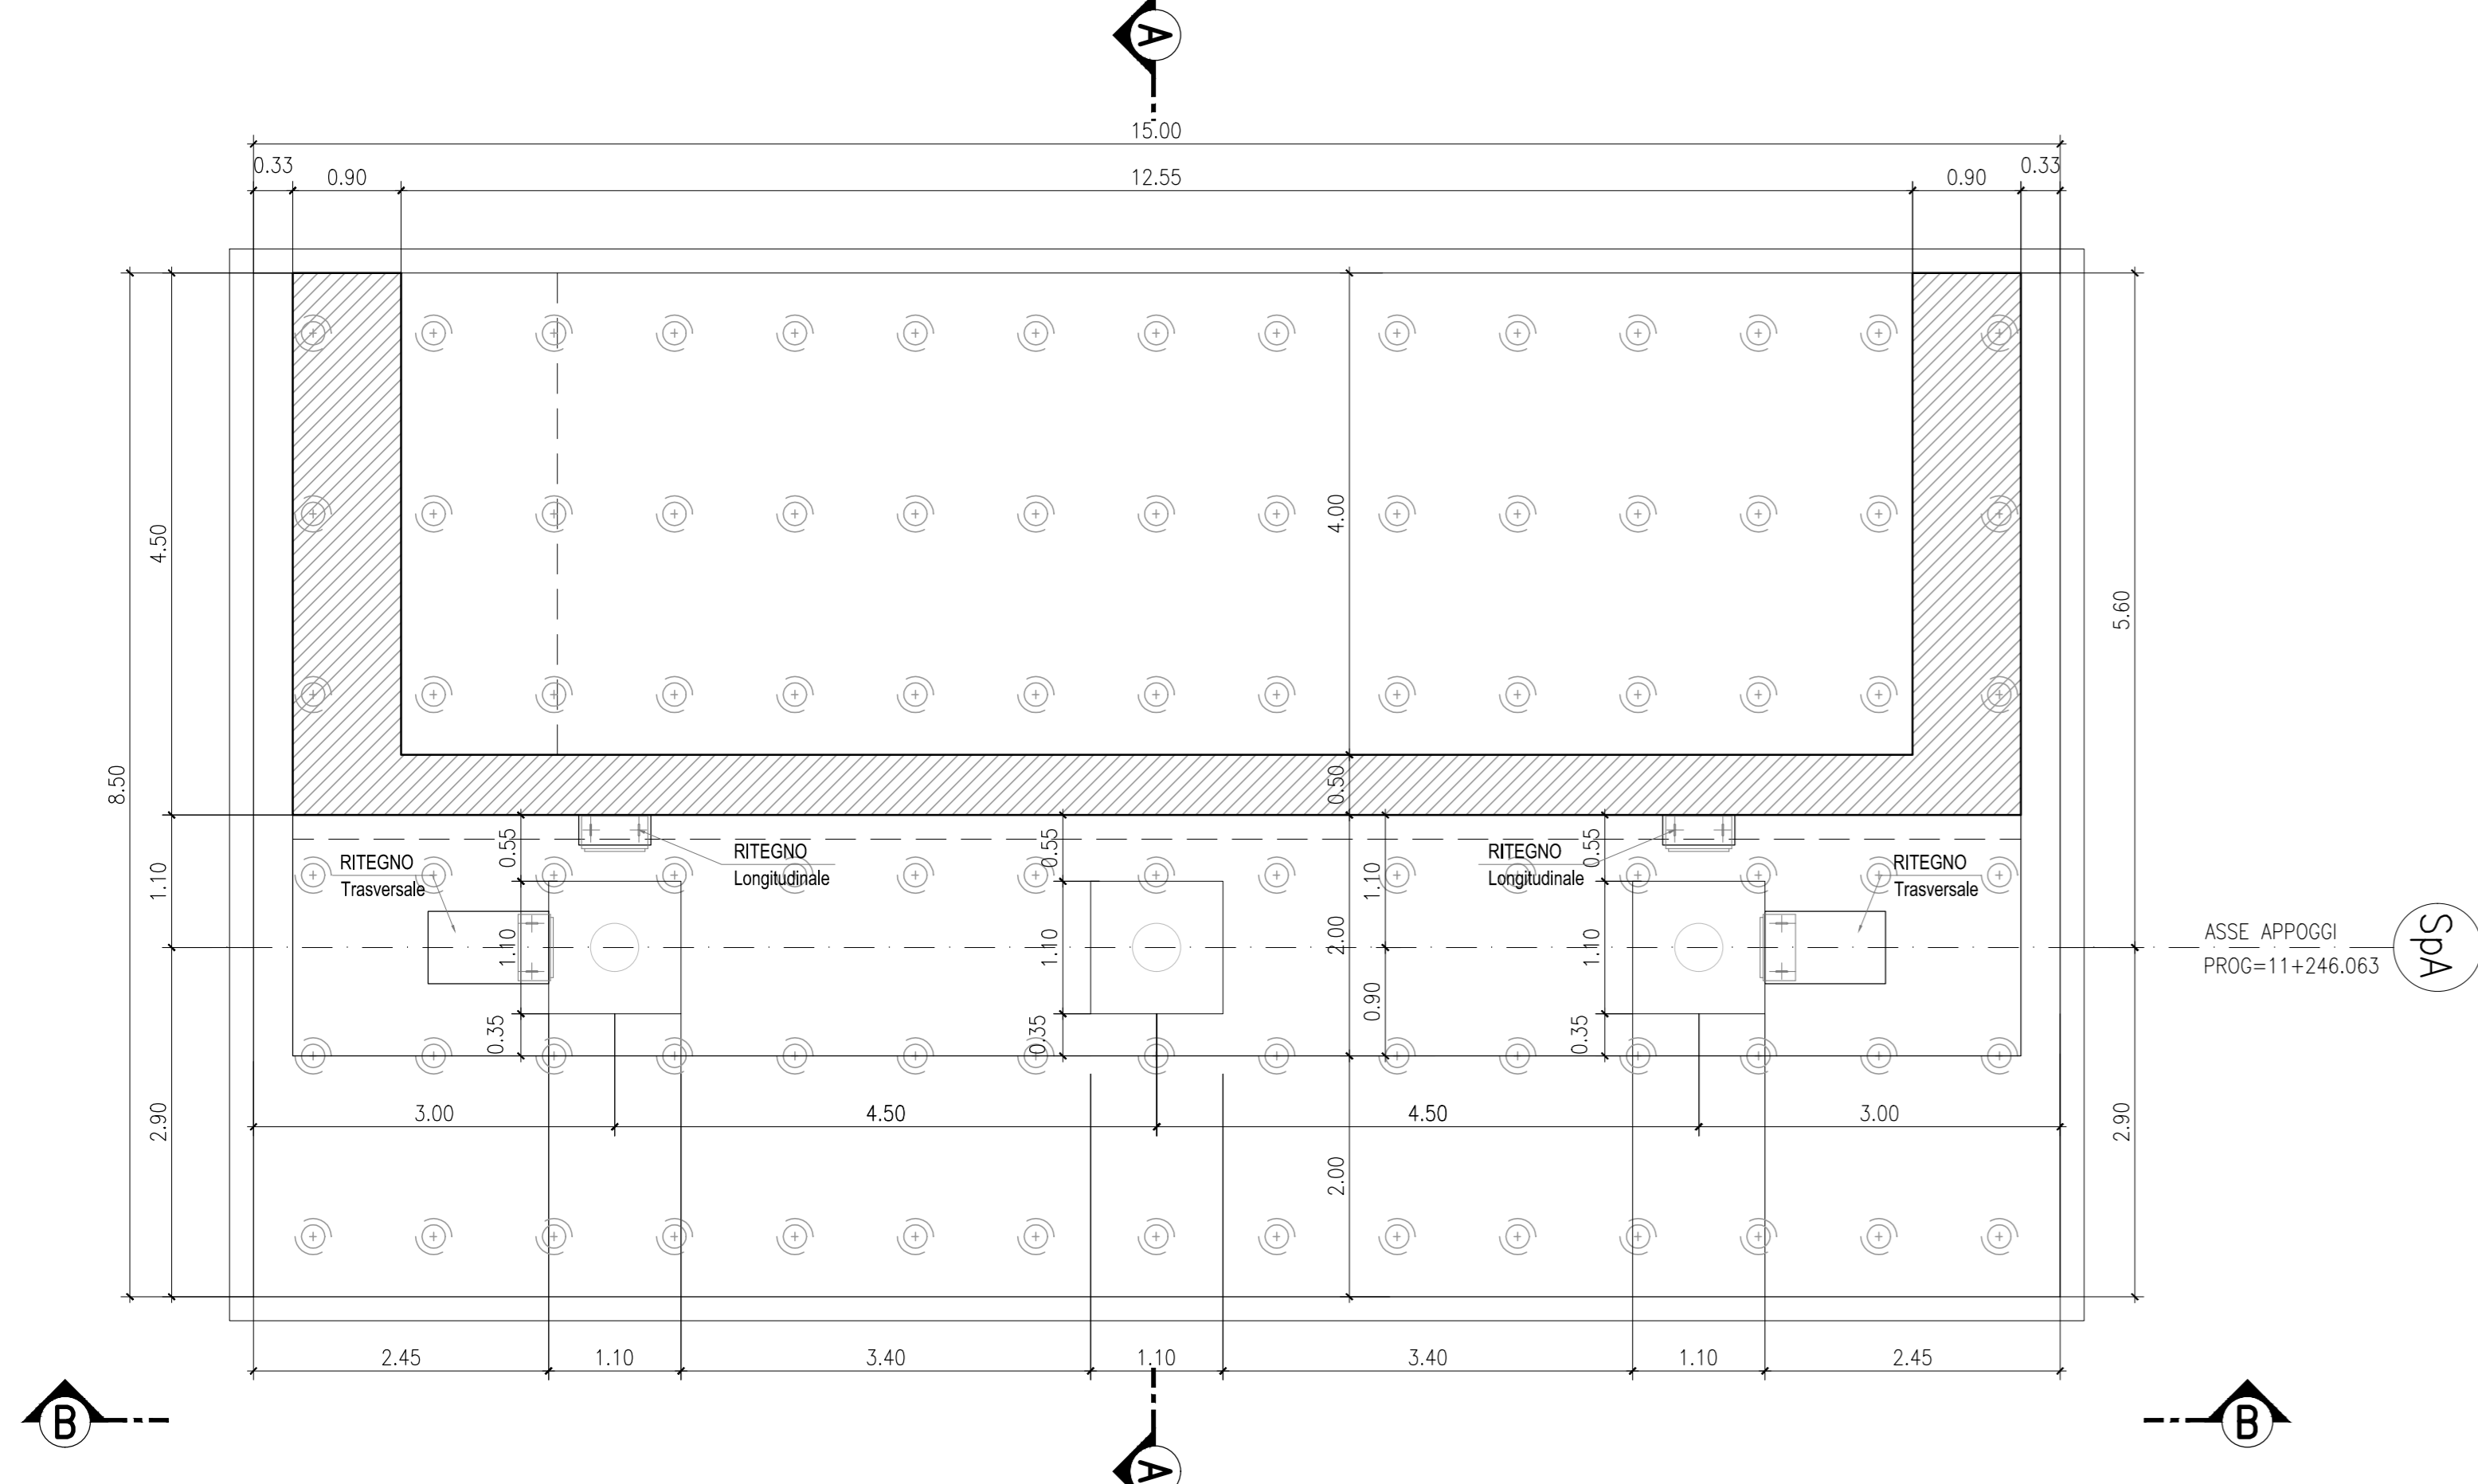 A
15.00
0.33
0.90
12.55
0.90
0.33
4.50
4.00
5.60
8.50
0.50
1.10
0.55
RITEGNO
Trasversale
RITEGNO
Longitudinale
0.55
1.10
RITEGNO
Longitudinale
0.55
RITEGNO
Trasversale
1.10
1.10
2.00
0.90
1.10
ASSE APPOGGI
PROG=11+246.063
SpA
0.35
0.35
0.35
2.90
3.00
4.50
4.50
3.00
2.90
2.00
2.45
1.10
3.40
1.10
3.40
1.10
2.45
B
B
A